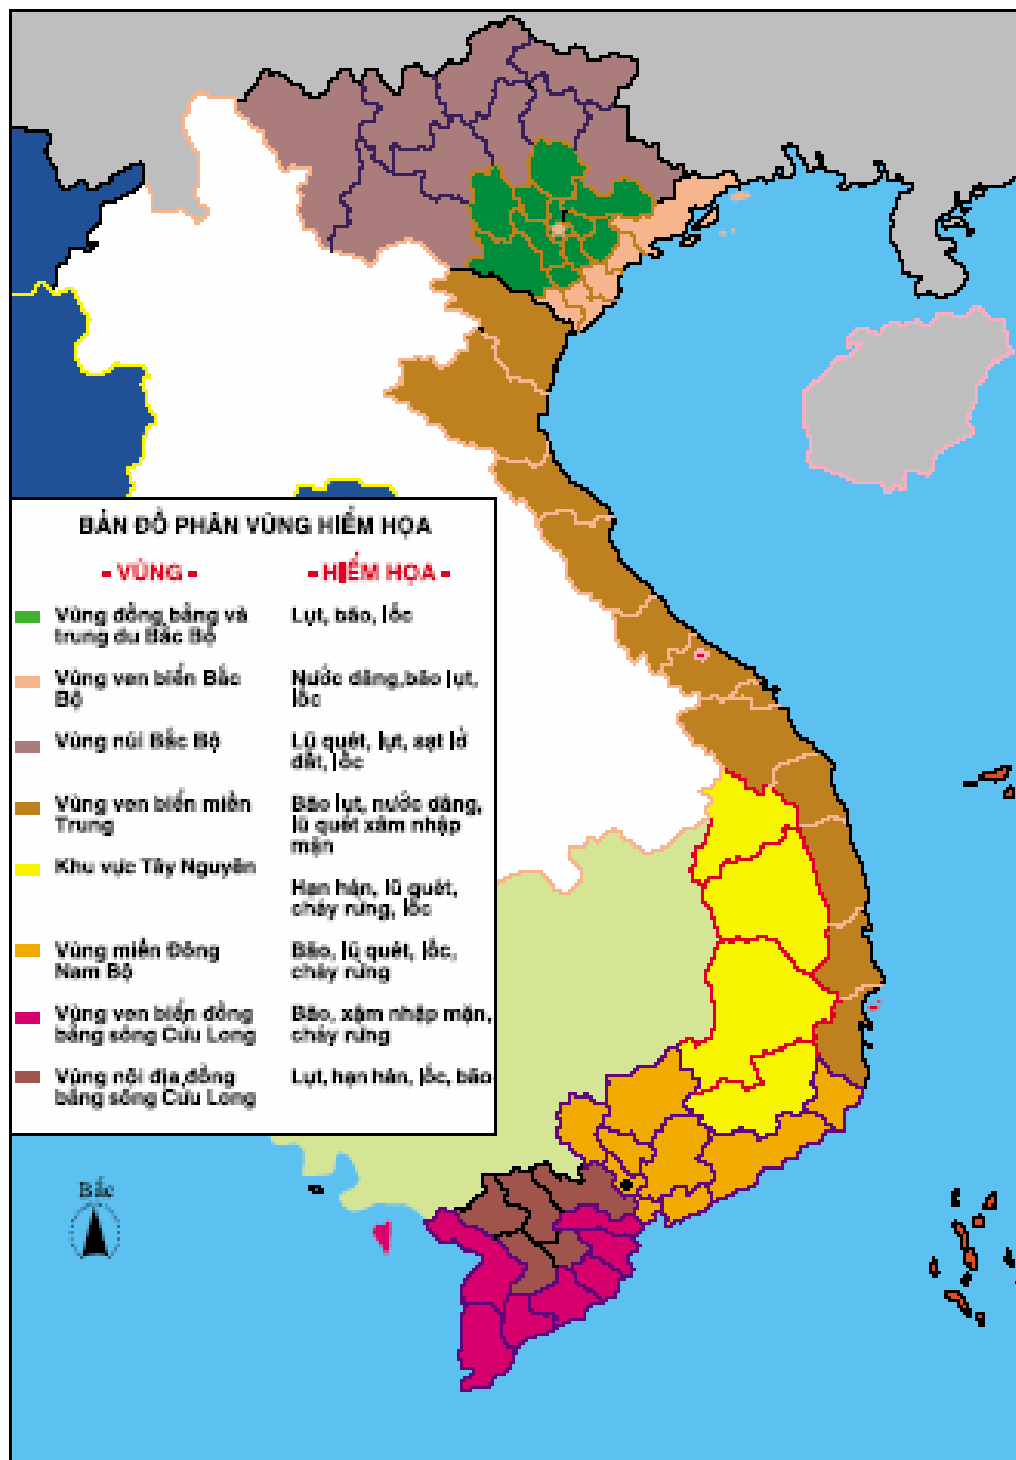 BẢN ĐỒ PHÂN VÙNG HIỂM HỌA
- VÙNG -
- HIỂM HỌA -
Vùng đồng bằng và
trung du Bắc Bộ
Lụt, bão, lốc
Vùng ven biển Bắc
Bộ
Nước dâng,bão lụt,
lốc
Vùng núi Bắc Bộ
Lũ quét, lụt, sạt lở
đất, lốc
Vùng ven biển miền
Trung
Bão lụt, nước dâng,
lũ quét xâm nhập
mặn
Khu vực Tây Nguyên
Hạn hán, lũ quét,
cháy rừng, lốc
Vùng miền Đông
Nam Bộ
Bão, lũ quét, lốc,
cháy rừng
Vùng ven biển đồng
bằng sông Cửu Long
Bão, xâm nhập mặn,
cháy rừng
Vùng nội địa đồng
bằng sông Cửu Long
Lụt, hạn hán, lốc, bão
Bắc